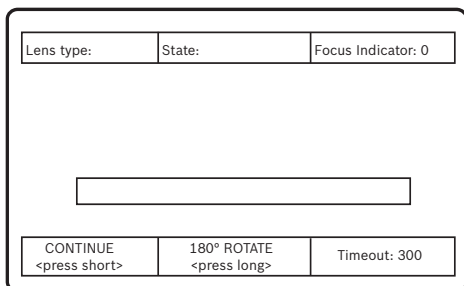 Lens type:
State:
Focus Indicator: 0
CONTINUE
<press short>
180° ROTATE
<press long>
Timeout: 300